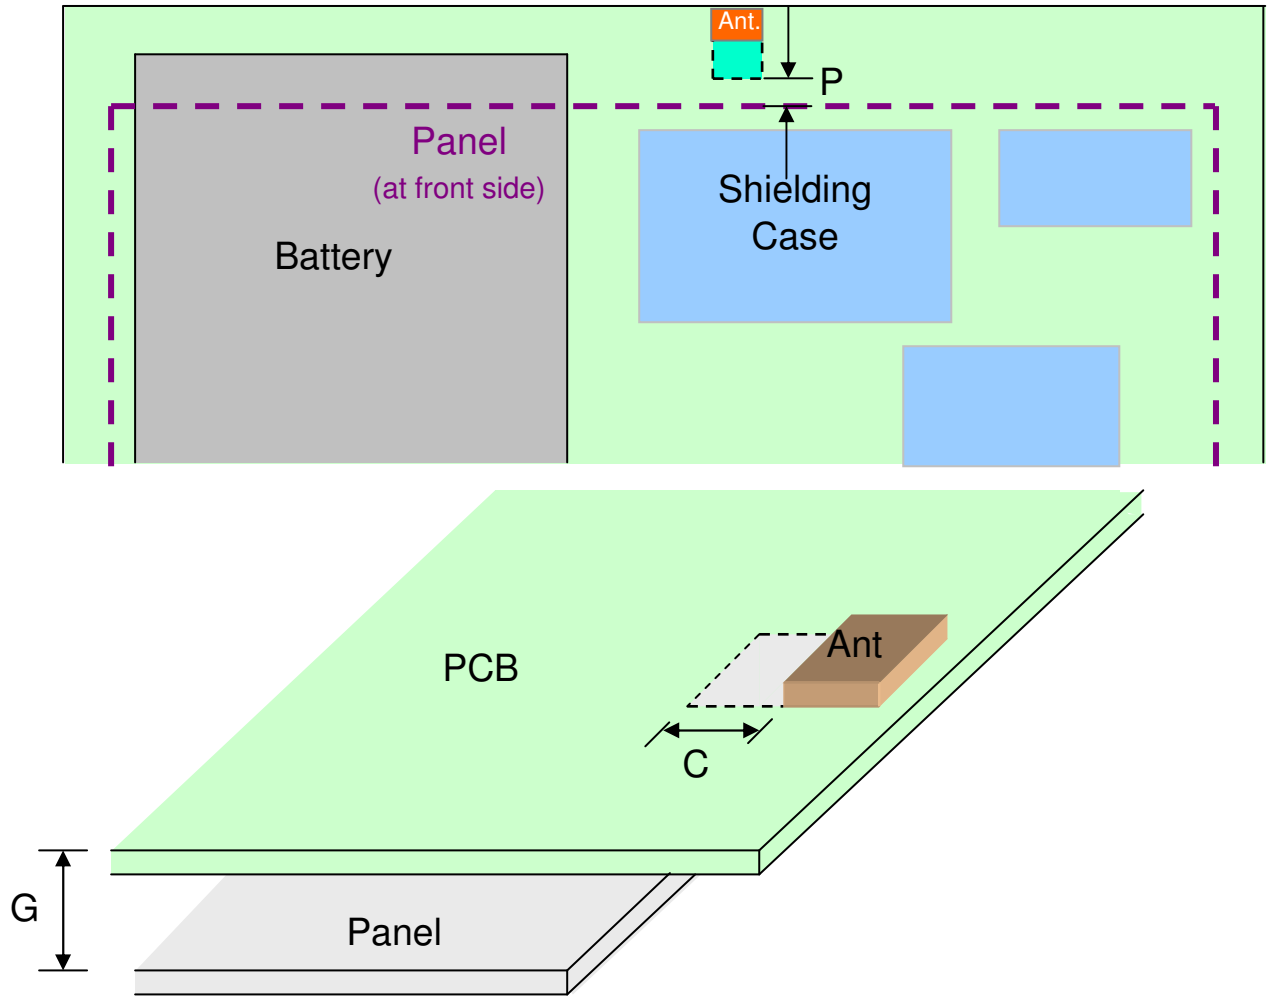 Ant.
P
Panel
(at front side)
Shielding
Case
Battery
Ant
PCB
C
G
Panel